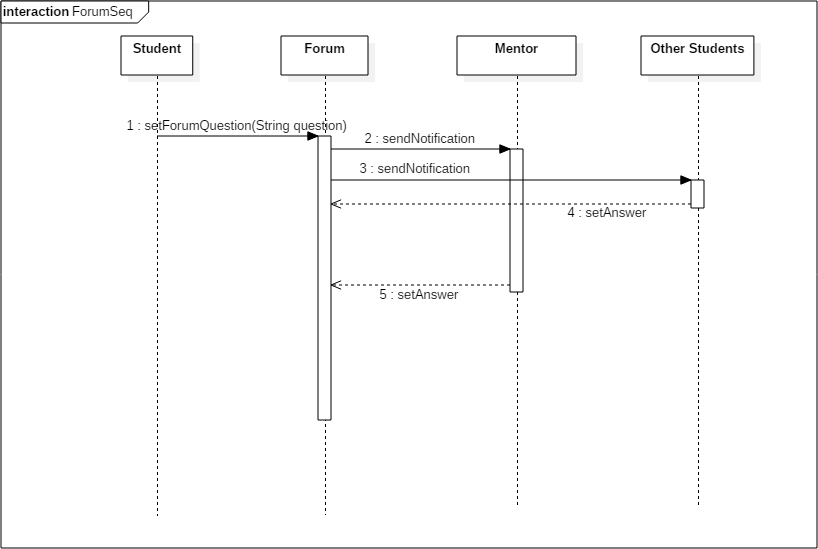 interaction ForumSeq
Student
Forum
Mentor
Other Students
1 : setForumQuestion(String question)
2 : sendNotification
3 : sendNotification
4 : setAnswer
5 : setAnswer